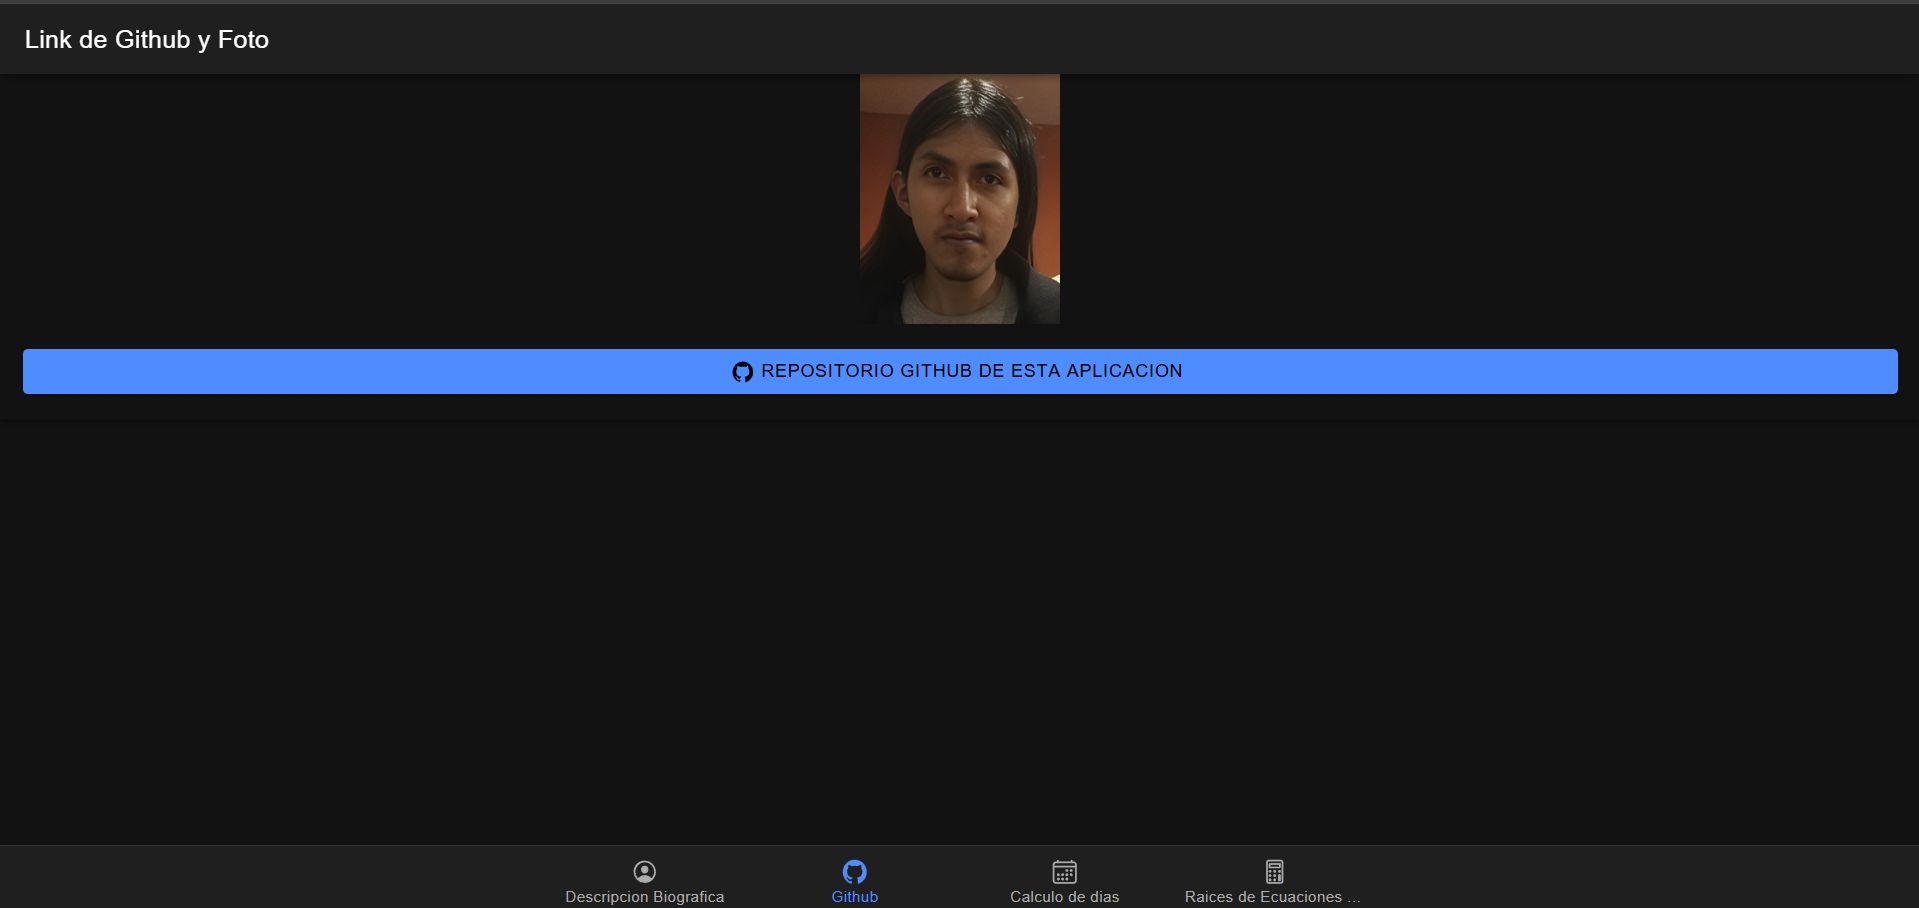 Link de Github y Foto
REPOSITORIO GITHUB DE ESTA APLICACION
Descripcion Biografica
Github
Calculo de dias
Raices de Ecuaciones ...